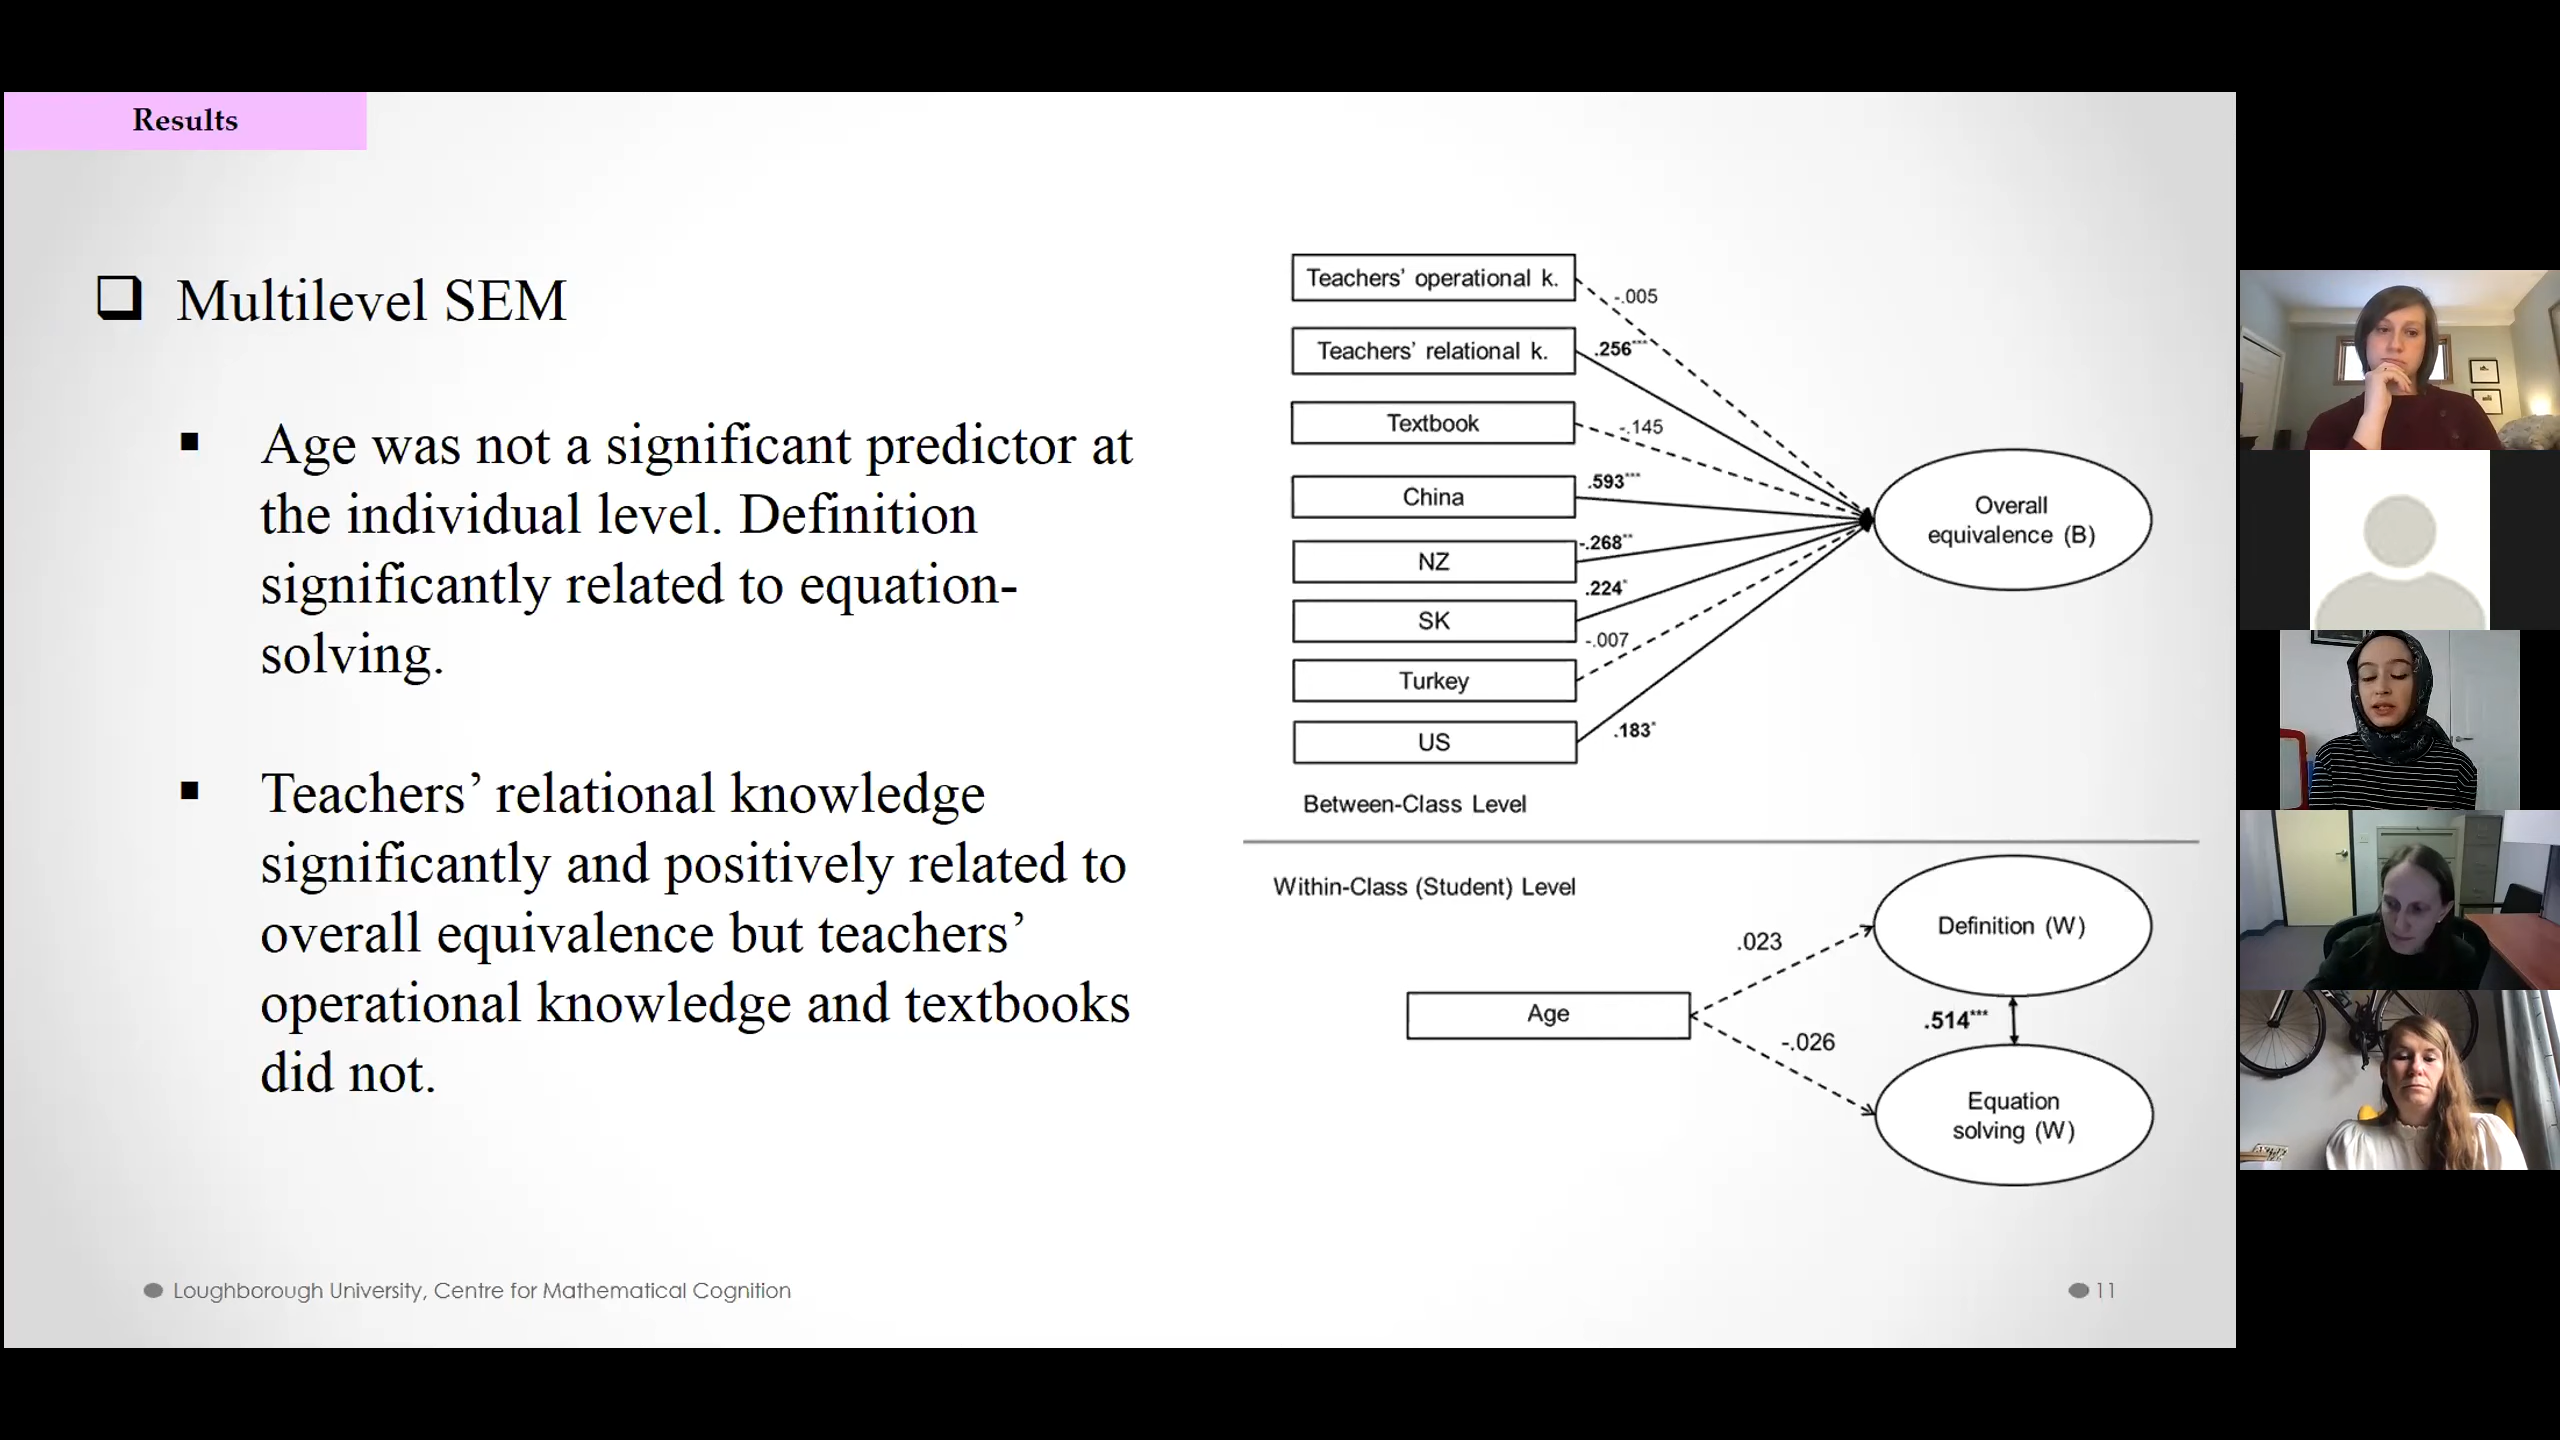 Results
Multilevel SEM
Age was not a significant predictor at
the individual level. Definition
significantly related to equation-
solving.
Teachers’ relational knowledge
significantly and positively related to
overall equivalence but teachers’
operational knowledge and textbooks
did not.
Teachers’ operational k.
-.005
Teachers’ relational k.
.256***
Textbook
-.145
China
.593***
NZ
-.268**
SK
.224*
Turkey
-.007
US
.183*
Overall
equivalence (B)
Between-Class Level
Within-Class (Student) Level
Age
.023
-.026
Definition (W)
.514***
Equation
solving (W)
Loughborough University, Centre for Mathematical Cognition
11